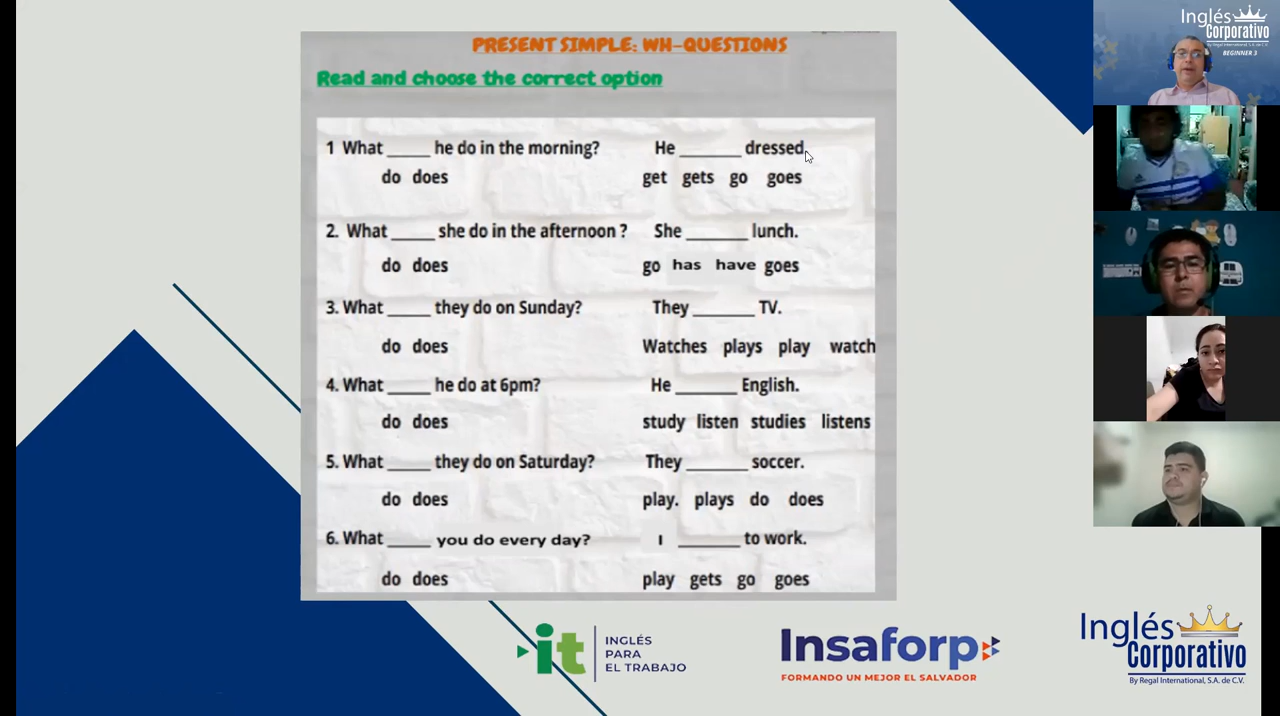 PRESENT SIMPLE: WH-QUESTIONS
Read and choose the correct option
1 What _____ he do in the morning? He _______ dressed.
do does get gets go goes
2. What _____ she do in the afternoon ? She _______ lunch.
do does go has have goes
3. What _____ they do on Sunday? They _______ TV.
do does Watches plays play watch
4. What _____ he do at 6pm? He _______ English.
do does study listen studies listens
5. What _____ they do on Saturday? They _______ soccer.
do does play. plays do does
6. What _____ you do every day? I _______ to work.
do does play gets go goes
it INGLÉS
PARA
EL TRABAJO
Insaforp
FORMANDO UN MEJOR EL SALVADOR
Inglés
Corporativo
By Regal International, S.A. de C.V.
Inglés
Corporativo
By Regal International, S.A. de C.V.
BEGINNER 3